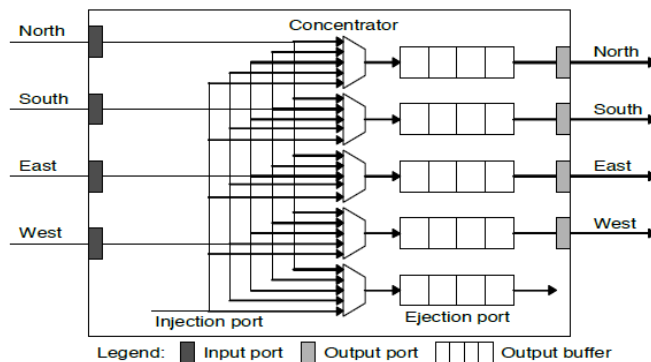 Concentrator
North
North
South
South
East
East
West
West
Injection port
Ejection port
Legend: Input port Output port Output buffer